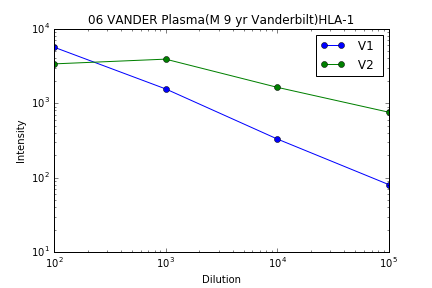 06 VANDER Plasma(M 9 yr Vanderbilt)HLA-1
V1
V2
Intensity
10^4
10^3
10^2
10^1
10^2 10^3 10^4 10^5
Dilution